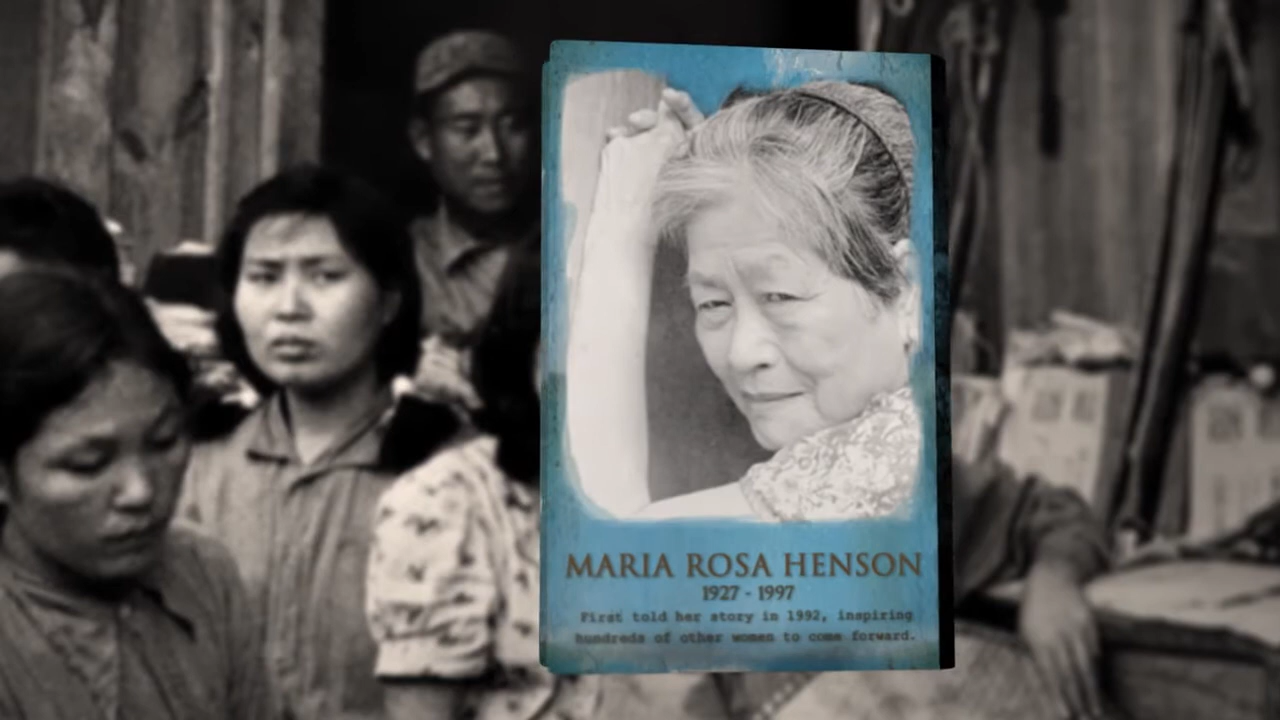 MARIA ROSA HENSON
1927 - 1997
First told her story in 1992, inspiring
hundreds of other women to come forward.